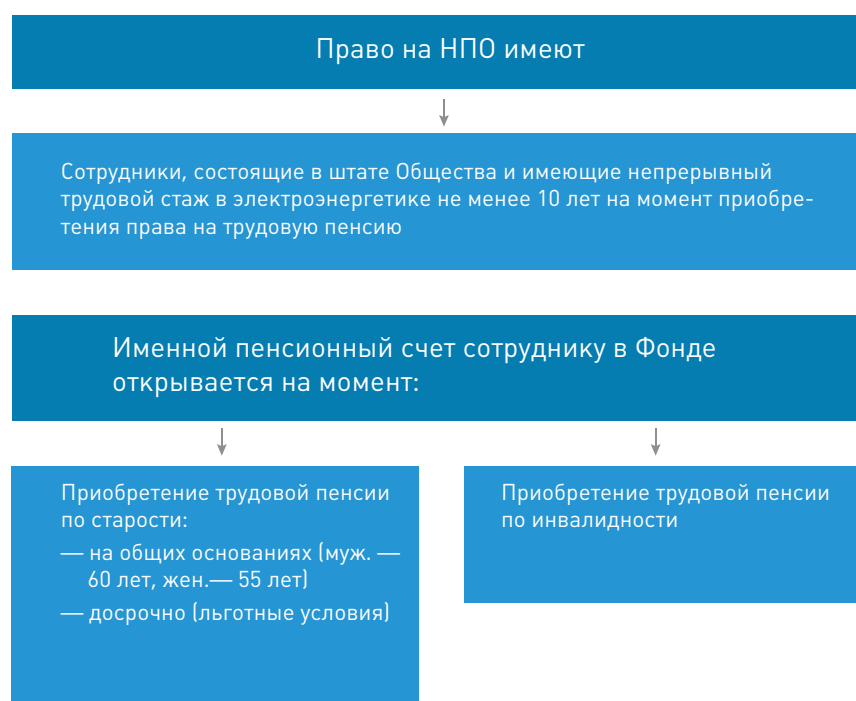 Право на НПО имеют
Сотрудники, состоящие в штате Общества и имеющие непрерывный
трудовой стаж в электроэнергетике не менее 10 лет на момент приобре-
тения права на трудовую пенсию
Именной пенсионный счет сотруднику в Фонде
открывается на момент:
Приобретение трудовой пенсии
по старости:
— на общих основаниях (муж. —
60 лет, жен.— 55 лет)
— досрочно (льготные условия)
Приобретение трудовой пенсии
по инвалидности